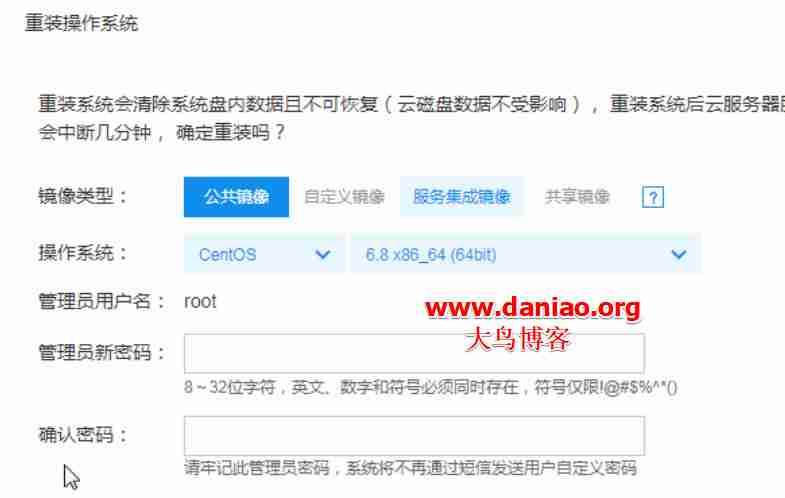 重装操作系统
重装系统会清除系统盘内数据且不可恢复（云磁盘数据不受影响），重装系统后云服务器
会中断几分钟，确定重装吗？
镜像类型： 公共镜像 自定义镜像 服务集成镜像 共享镜像 ?
操作系统： CentOS 6.8 x86_64 (64bit)
管理员用户名： root
www.daniao.org
大鸟博客
管理员新密码：
8～32位字符，英文、数字和符号必须同时存在，符号仅限!@#$%^*()
确认密码：
请牢记此管理员密码，系统将不再通过短信发送用户自定义密码